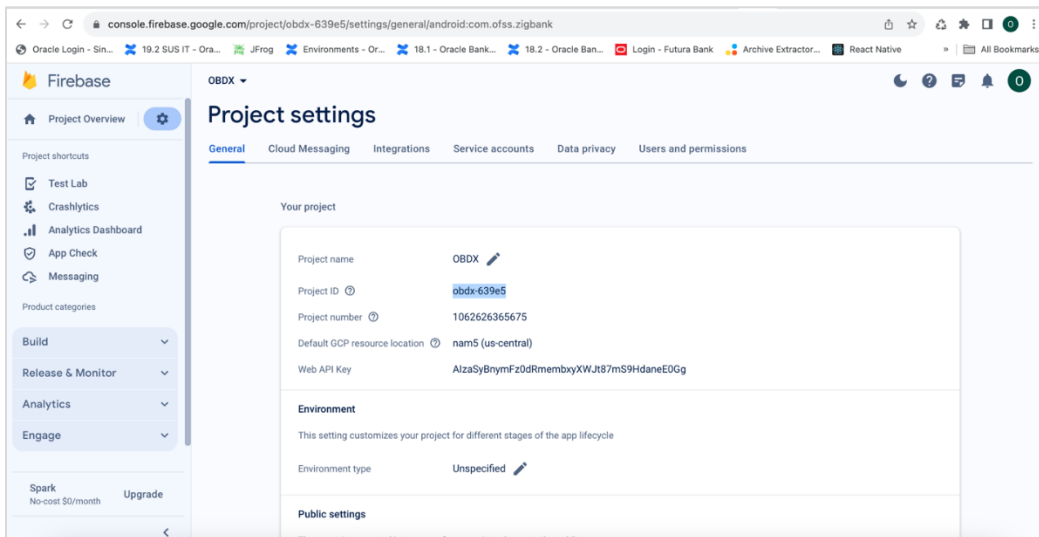 console.firebase.google.com/project/obdx-639e5/settings/general/android:com.ofss.zigbank
O
Oracle Login - Sin... 19.2 SUS IT - Ora... JFrog Environments - Or... 18.1 - Oracle Bank... 18.2 - Oracle Ban... Login - Futura Bank Archive Extractor... React Native » All Bookmarks
Firebase
OBDX
O
Project Overview
Project settings
General Cloud Messaging Integrations Service accounts Data privacy Users and permissions
Project shortcuts
Test Lab
Crashlytics
Analytics Dashboard
App Check
Messaging
Product categories
Build
Release & Monitor
Analytics
Engage
Spark
No-cost $0/month
Upgrade
Your project
Project name OBDX
Project ID obdx-639e5
Project number 1062626365675
Default GCP resource location nam5 (us-central)
Web API Key AIzaSyBnymFz0dRmembxyXWJt87mS9HdaneE0Gg
Environment
This setting customizes your project for different stages of the app lifecycle
Environment type Unspecified
Public settings